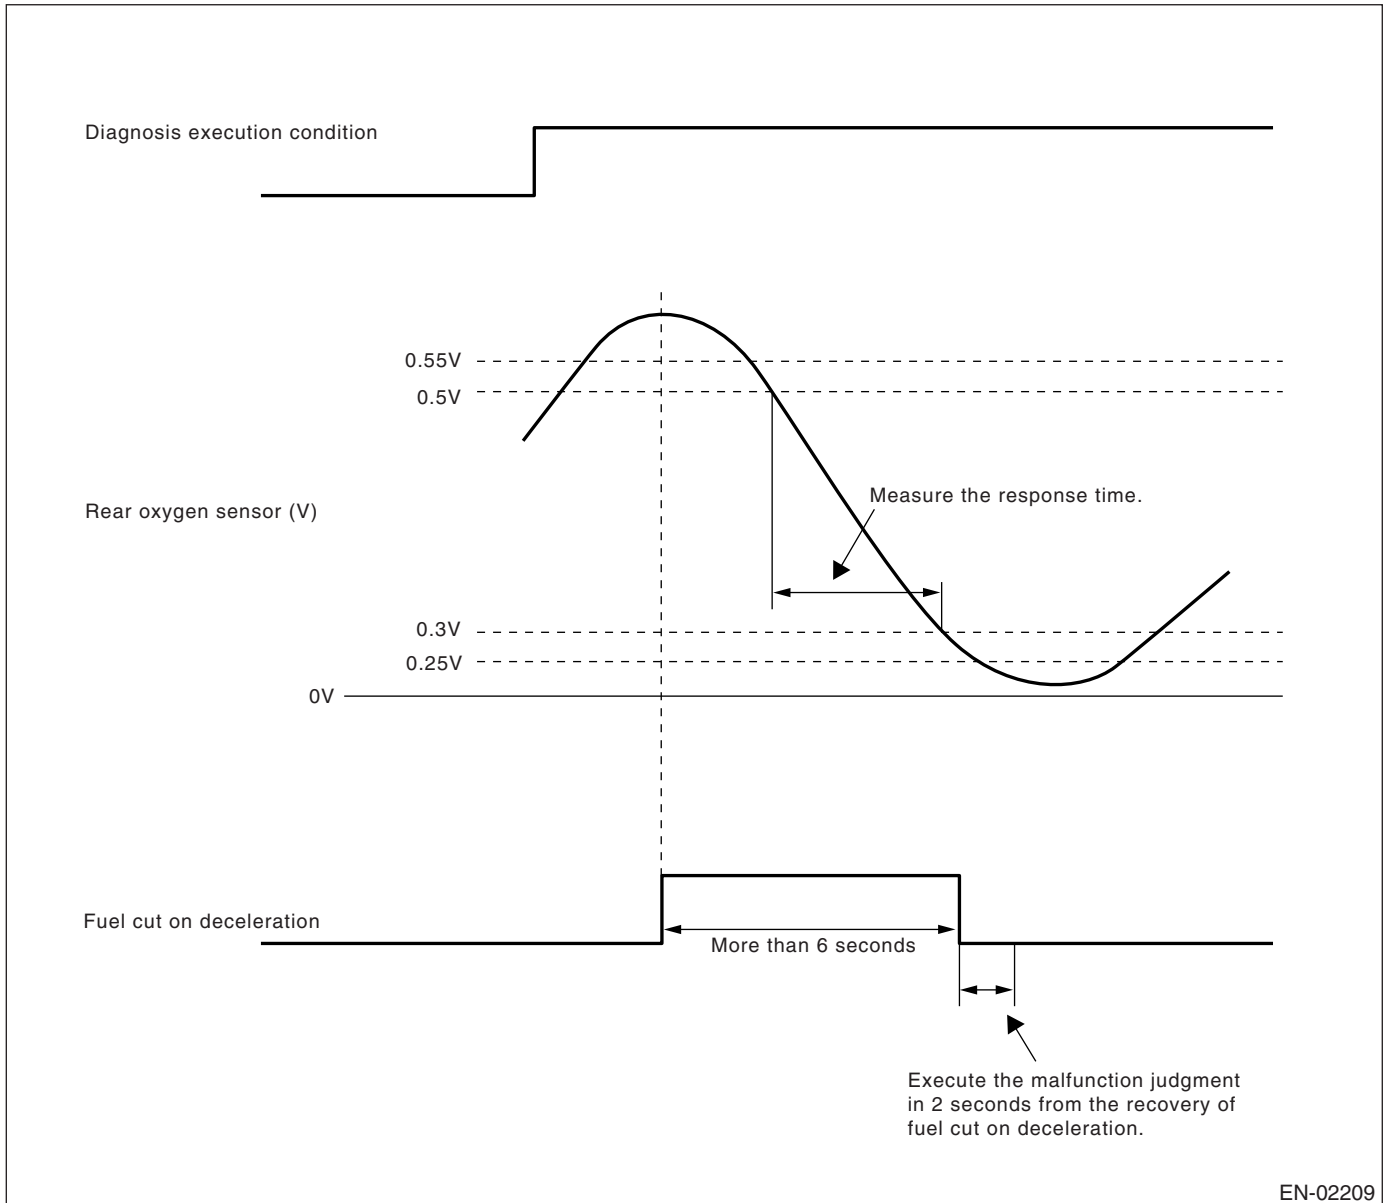 Diagnosis execution condition
0.55V
0.5V
Measure the response time.
Rear oxygen sensor (V)
0.3V
0.25V
0V
Fuel cut on deceleration
More than 6 seconds
Execute the malfunction judgment
in 2 seconds from the recovery of
fuel cut on deceleration.
EN-02209